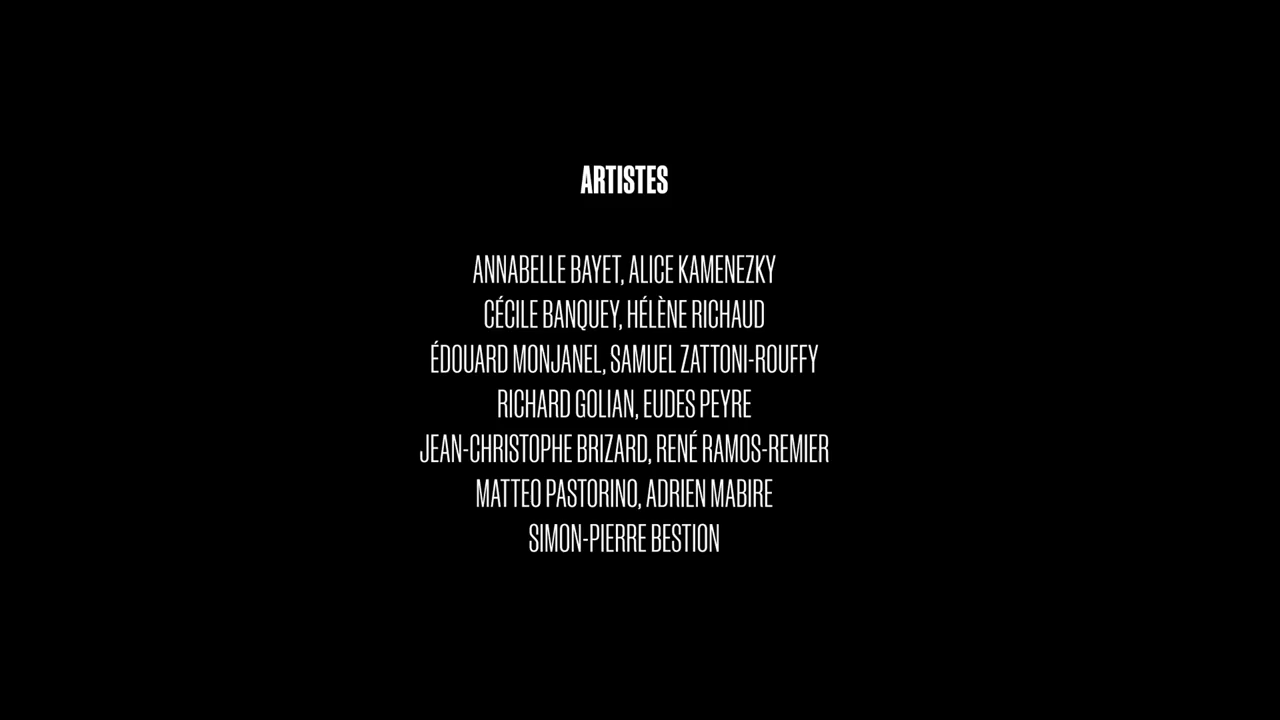 ARTISTES
ANNABELLE BAYET, ALICE KAMENEZKY
CÉCILE BANQUEY, HÉLÈNE RICHAUD
ÉDOUARD MONJANEL, SAMUEL ZATTONI-ROUFFY
RICHARD GOLIAN, EUDES PEYRE
JEAN-CHRISTOPHE BRIZARD, RENÉ RAMOS-REMIER
MATTEO PASTORINO, ADRIEN MABIRE
SIMON-PIERRE BESTION